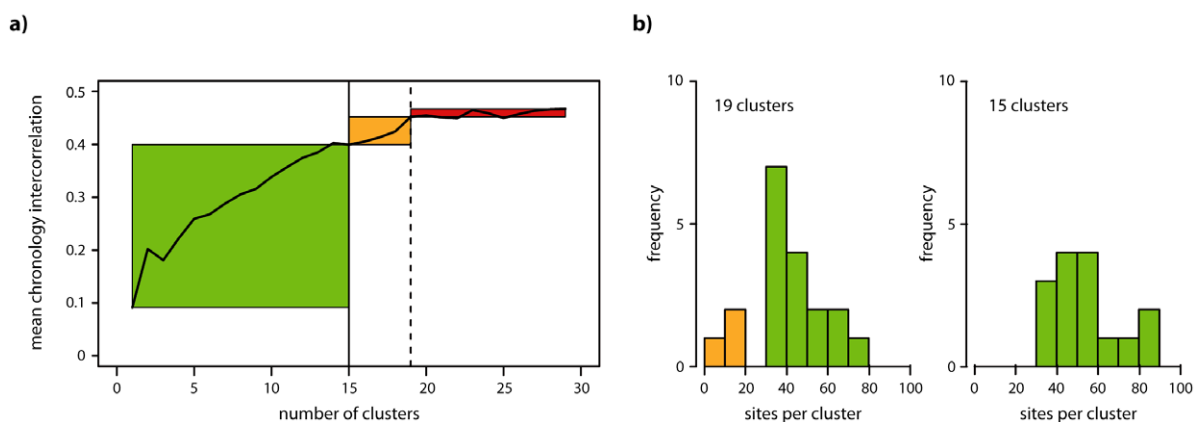 a)
mean chronology intercorrelation
0.5
0.4
0.3
0.2
0.1
0
0 5 10 15 20 25 30
number of clusters
b)
frequency
10
5
0
19 clusters
0 20 40 60 80 100
sites per cluster
frequency
10
5
0
15 clusters
0 20 40 60 80 100
sites per cluster